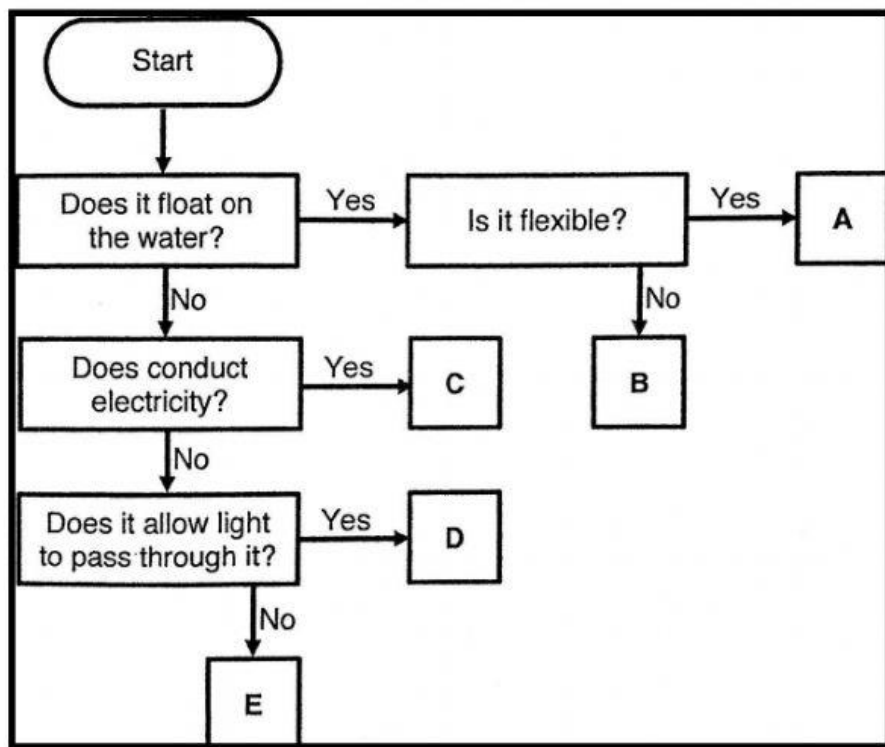 Start
Does it float on
the water?
Yes
Is it flexible?
Yes
A
No
No
Does conduct
electricity?
Yes
C
B
No
Does it allow light
to pass through it?
Yes
D
No
E